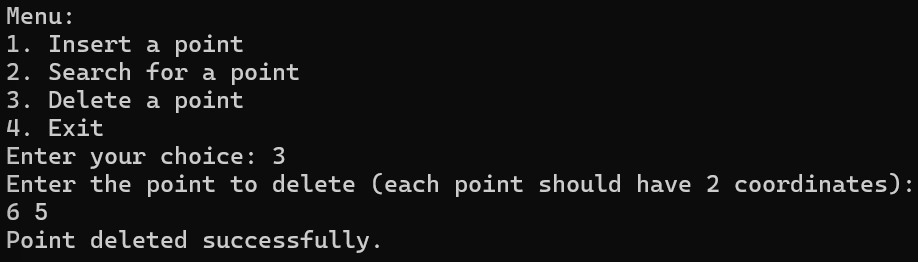 Menu:
1. Insert a point
2. Search for a point
3. Delete a point
4. Exit
Enter your choice: 3
Enter the point to delete (each point should have 2 coordinates):
6 5
Point deleted successfully.